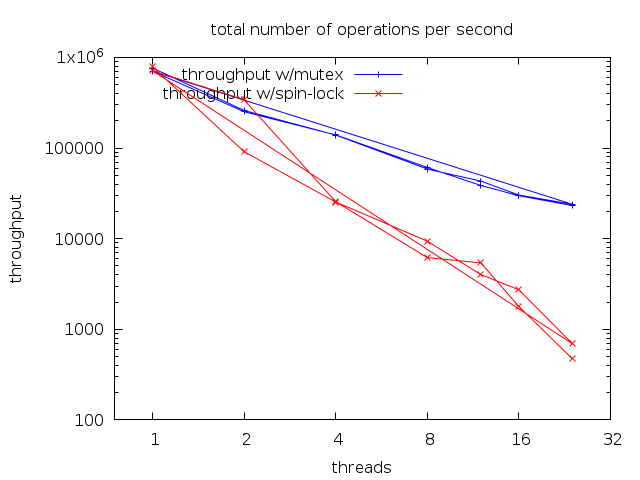 total number of operations per second
1x10^6
100000
10000
1000
100
throughput
throughput w/mutex
throughput w/spin-lock
1 2 4 8 16 32
threads